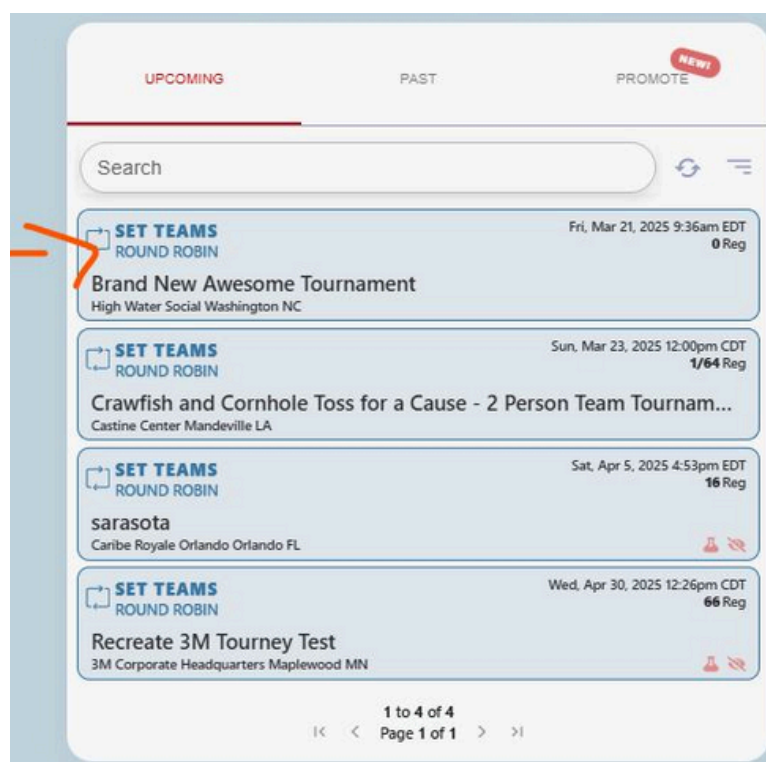 UPCOMING PAST PROMOTE NEW!
Search
SET TEAMS Fri, Mar 21, 2025 9:36am EDT
ROUND ROBIN 0 Reg
Brand New Awesome Tournament
High Water Social Washington NC
SET TEAMS Sun, Mar 23, 2025 12:00pm CDT
ROUND ROBIN 1/64 Reg
Crawfish and Cornhole Toss for a Cause - 2 Person Team Tournam...
Castine Center Mandeville LA
SET TEAMS Sat, Apr 5, 2025 4:53pm EDT
ROUND ROBIN 16 Reg
sarasota
Caribe Royale Orlando Orlando FL
SET TEAMS Wed, Apr 30, 2025 12:26pm CDT
ROUND ROBIN 66 Reg
Recreate 3M Tourney Test
3M Corporate Headquarters Maplewood MN
1 to 4 of 4
Page 1 of 1